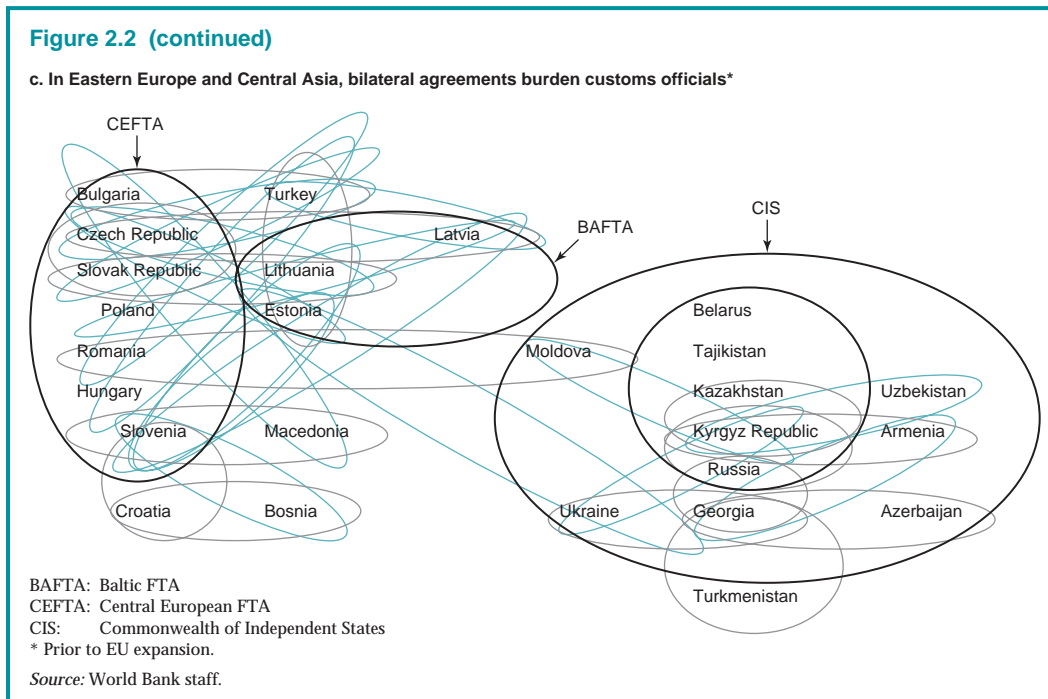 Figure 2.2 (continued)
c. In Eastern Europe and Central Asia, bilateral agreements burden customs officials*
CEFTA
Bulgaria Turkey
CIS
BAFTA
Czech Republic Latvia
Slovak Republic Lithuania
Poland Estonia Belarus
Romania Moldova Tajikistan
Hungary Kazakhstan Uzbekistan
Slovenia Macedonia Kyrgyz Republic Armenia
Russia
Croatia Bosnia Ukraine Georgia Azerbaijan
Turkmenistan
BAFTA: Baltic FTA
CEFTA: Central European FTA
CIS: Commonwealth of Independent States
* Prior to EU expansion.
Source: World Bank staff.